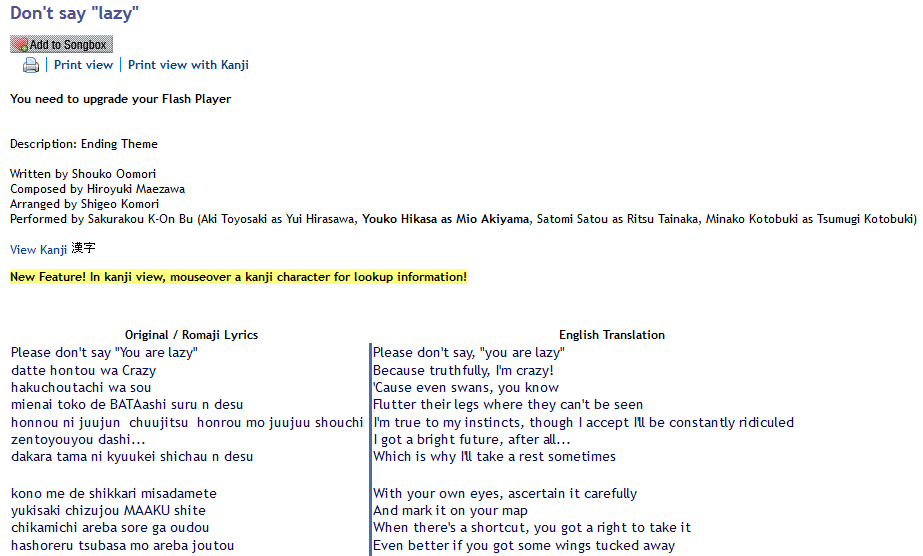 Don't say "lazy"
Add to Songbox
Print view | Print view with Kanji
You need to upgrade your Flash Player
Description: Ending Theme
Written by Shouko Oomori
Composed by Hiroyuki Maezawa
Arranged by Shigeo Komori
Performed by Sakurakou K-On Bu (Aki Toyosaki as Yui Hirasawa, Youko Hikasa as Mio Akiyama, Satomi Satou as Ritsu Tainaka, Minako Kotobuki as Tsumugi Kotobuki)
View Kanji 漢字
New Feature! In kanji view, mouseover a kanji character for lookup information!
Original / Romaji Lyrics
Please don't say "You are lazy"
datte hontou wa Crazy
hakuchoutachi wa sou
mienai toko de BATAashi suru n desu
honnou ni juujun  chuujitsu  honrou mo juujuu shouchi
zentoyouyou dashi...
dakara tama ni kyuukei shichau n desu
kono me de shikkari misadamete
yukisaki chizujou MAAKU shite
chikamichi areba sore ga oudou
hashoreru tsubasa mo areba joutou
English Translation
Please don't say, "you are lazy"
Because truthfully, I'm crazy!
'Cause even swans, you know
Flutter their legs where they can't be seen
I'm true to my instincts, though I accept I'll be constantly ridiculed
I got a bright future, after all...
Which is why I'll take a rest sometimes
With your own eyes, ascertain it carefully
And mark it on your map
When there's a shortcut, you got a right to take it
Even better if you got some wings tucked away